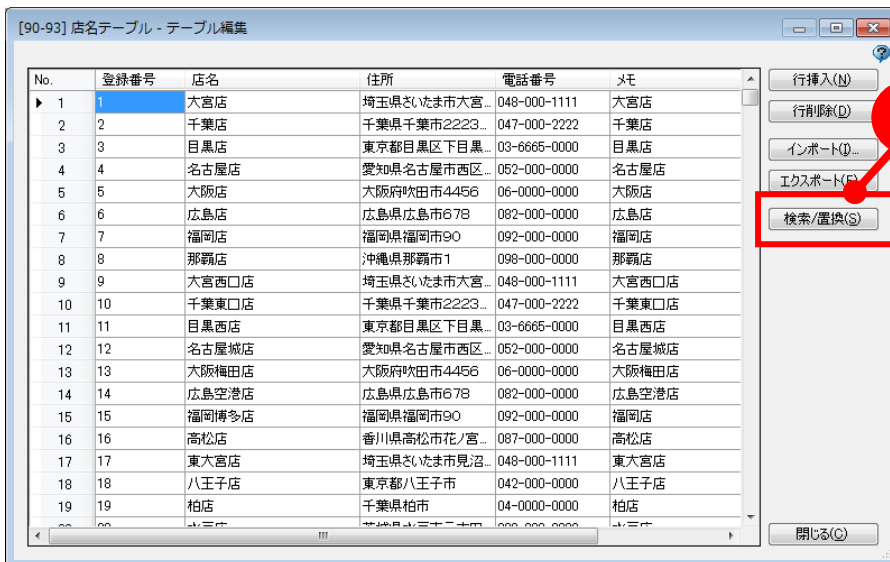 [90-93] 店名テーブル - テーブル編集
No. 登録番号 店名 住所 電話番号 メモ
1 1 大宮店 埼玉県さいたま市大宮... 048-000-1111 大宮店
2 2 千葉店 千葉県千葉市2223... 047-000-2222 千葉店
3 3 目黒店 東京都目黒区下目黒... 03-6665-0000 目黒店
4 4 名古屋店 愛知県名古屋市西区... 052-000-0000 名古屋店
5 5 大阪店 大阪府吹田市4456 06-0000-0000 大阪店
6 6 広島店 広島県広島市678 082-000-0000 広島店
7 7 福岡店 福岡県福岡市90 092-000-0000 福岡店
8 8 那覇店 沖縄県那覇市1 098-000-0000 那覇店
9 9 大宮西口店 埼玉県さいたま市大宮... 048-000-1111 大宮西口店
10 10 千葉東口店 千葉県千葉市2223... 047-000-2222 千葉東口店
11 11 目黒西店 東京都目黒区下目黒... 03-6665-0000 目黒西店
12 12 名古屋城店 愛知県名古屋市西区... 052-000-0000 名古屋城店
13 13 大阪梅田店 大阪府吹田市4456 06-0000-0000 大阪梅田店
14 14 広島空港店 広島県広島市678 082-000-0000 広島空港店
15 15 福岡博多店 福岡県福岡市90 092-000-0000 福岡店
16 16 高松店 香川県高松市花ノ宮... 087-000-0000 高松店
17 17 東大宮店 埼玉県さいたま市見沼... 048-000-1111 東大宮店
18 18 八王子店 東京都八王子市 042-000-0000 八王子店
19 19 柏店 千葉県柏市 04-0000-0000 柏店
行挿入(N)
行削除(D)
インポート(I)...
エクスポート(E)...
検索/置換(S)
閉じる(C)